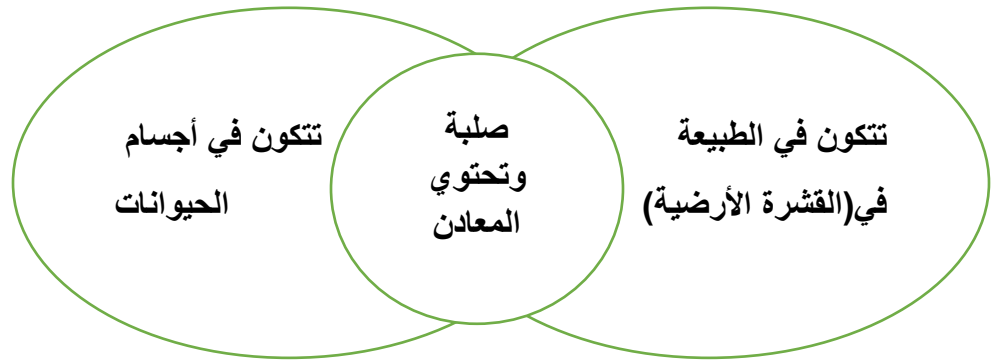 تتكون في الطبيعة
في(القشرة الأرضية)
صلبة
وتحتوي
المعادن
تتكون في أجسام
الحيوانات